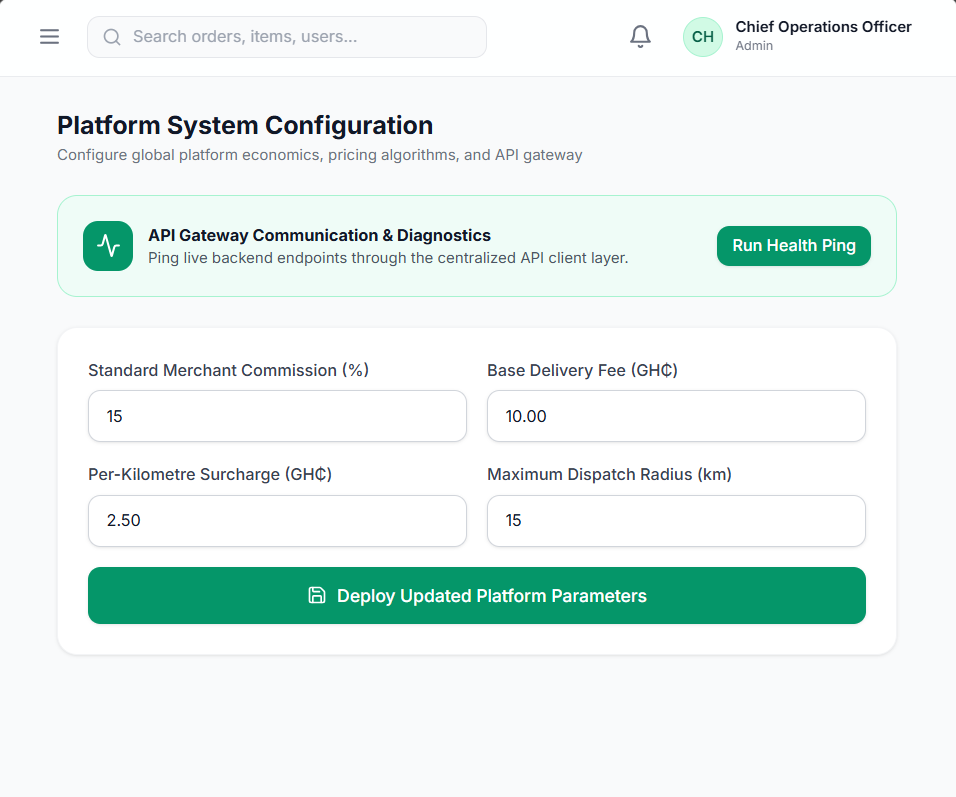 Search orders, items, users...
CH
Chief Operations Officer
Admin
Platform System Configuration
Configure global platform economics, pricing algorithms, and API gateway
API Gateway Communication & Diagnostics
Ping live backend endpoints through the centralized API client layer.
Run Health Ping
Standard Merchant Commission (%)
Base Delivery Fee (GH₵)
15
10.00
Per-Kilometre Surcharge (GH₵)
Maximum Dispatch Radius (km)
2.50
15
Deploy Updated Platform Parameters